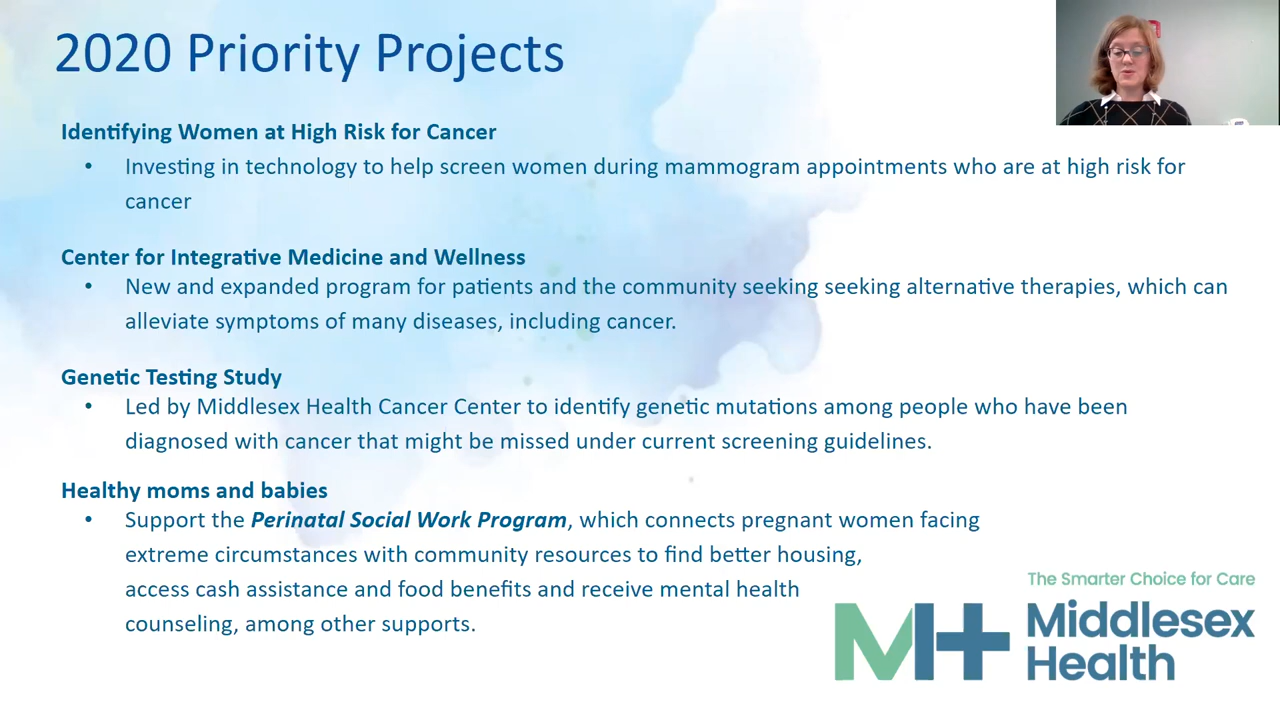 2020 Priority Projects
Identifying Women at High Risk for Cancer
• Investing in technology to help screen women during mammogram appointments who are at high risk for
cancer
Center for Integrative Medicine and Wellness
• New and expanded program for patients and the community seeking seeking alternative therapies, which can
alleviate symptoms of many diseases, including cancer.
Genetic Testing Study
• Led by Middlesex Health Cancer Center to identify genetic mutations among people who have been
diagnosed with cancer that might be missed under current screening guidelines.
Healthy moms and babies
• Support the Perinatal Social Work Program, which connects pregnant women facing
extreme circumstances with community resources to find better housing,
access cash assistance and food benefits and receive mental health
counseling, among other supports.
The Smarter Choice for Care
MH+ Middlesex
Health